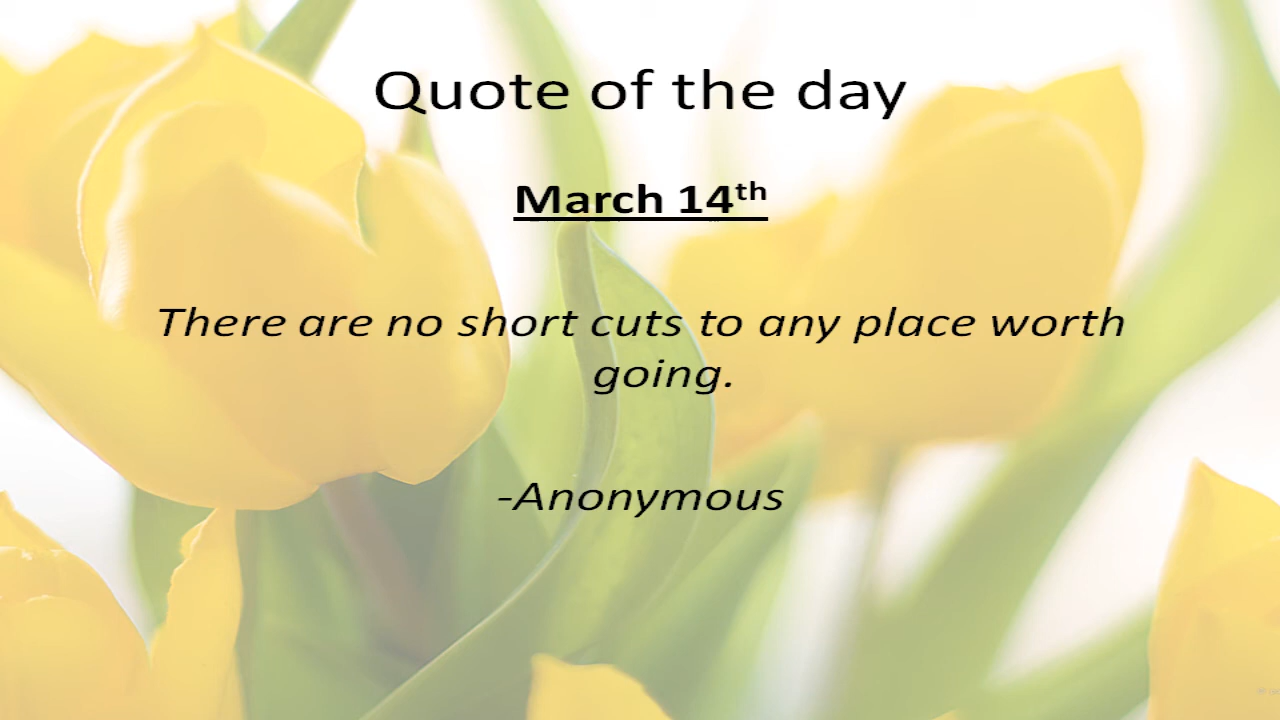 Quote of the day
March 14th
There are no short cuts to any place worth
going.
-Anonymous